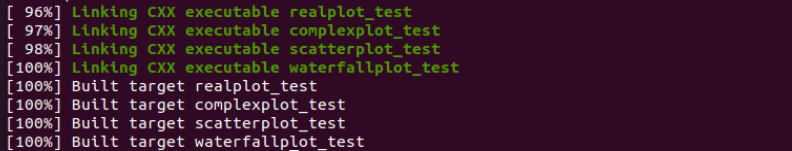 [ 96%] Linking CXX executable realplot_test
[ 97%] Linking CXX executable complexplot_test
[ 98%] Linking CXX executable scatterplot_test
[100%] Linking CXX executable waterfallplot_test
[100%] Built target realplot_test
[100%] Built target complexplot_test
[100%] Built target scatterplot_test
[100%] Built target waterfallplot_test